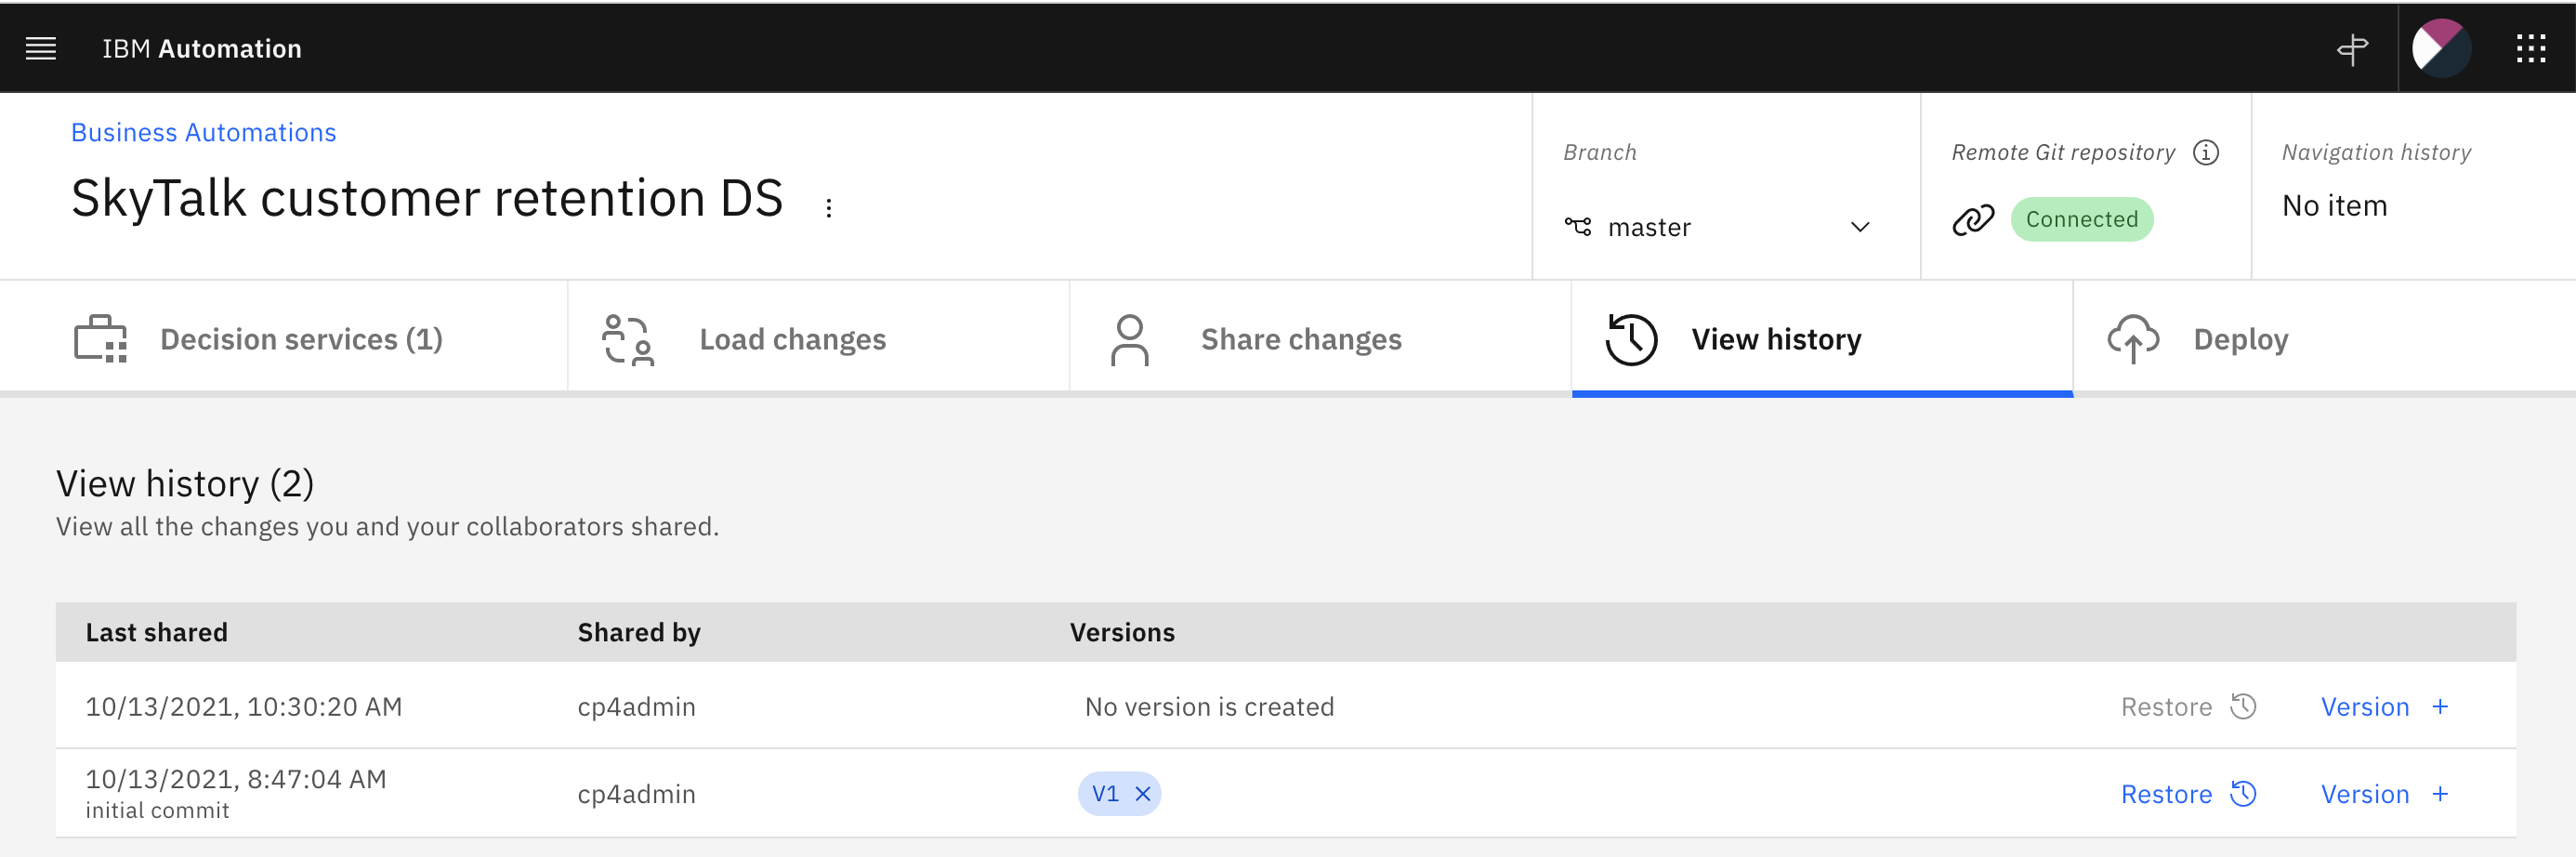 IBM Automation
Business Automations
SkyTalk customer retention DS
Branch
master
Remote Git repository
Connected
Navigation history
No item
Decision services (1)
Load changes
Share changes
View history
Deploy
View history (2)
View all the changes you and your collaborators shared.
Last shared Shared by Versions
10/13/2021, 10:30:20 AM cp4admin No version is created Restore Version +
10/13/2021, 8:47:04 AM
initial commit
cp4admin V1 Restore Version +